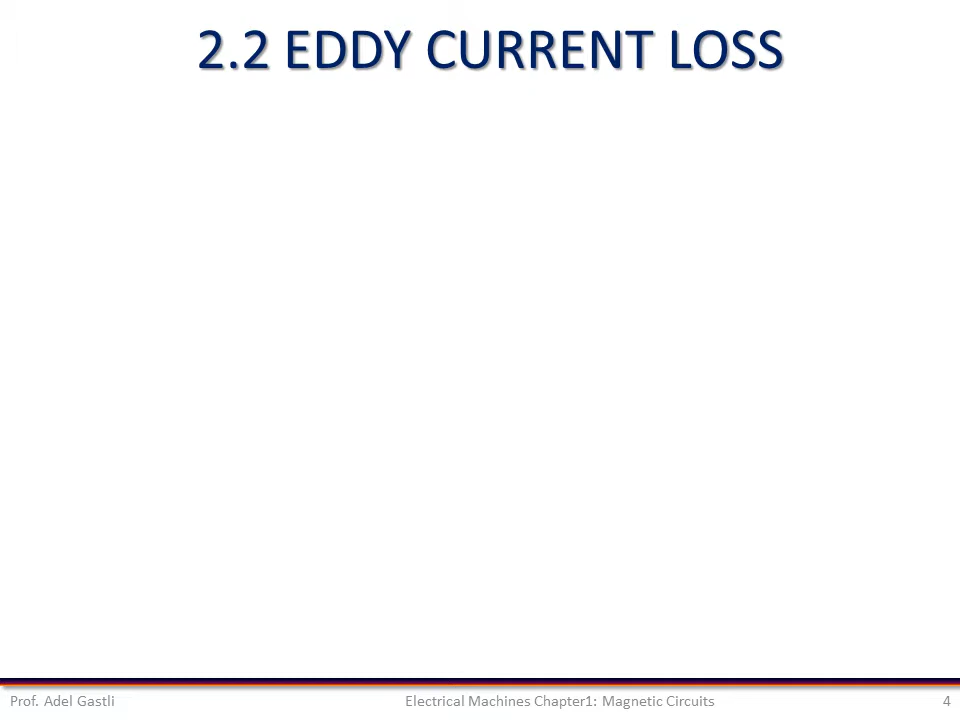 2.2 EDDY CURRENT LOSS
Prof. Adel Gastli
Electrical Machines Chapter1: Magnetic Circuits
4